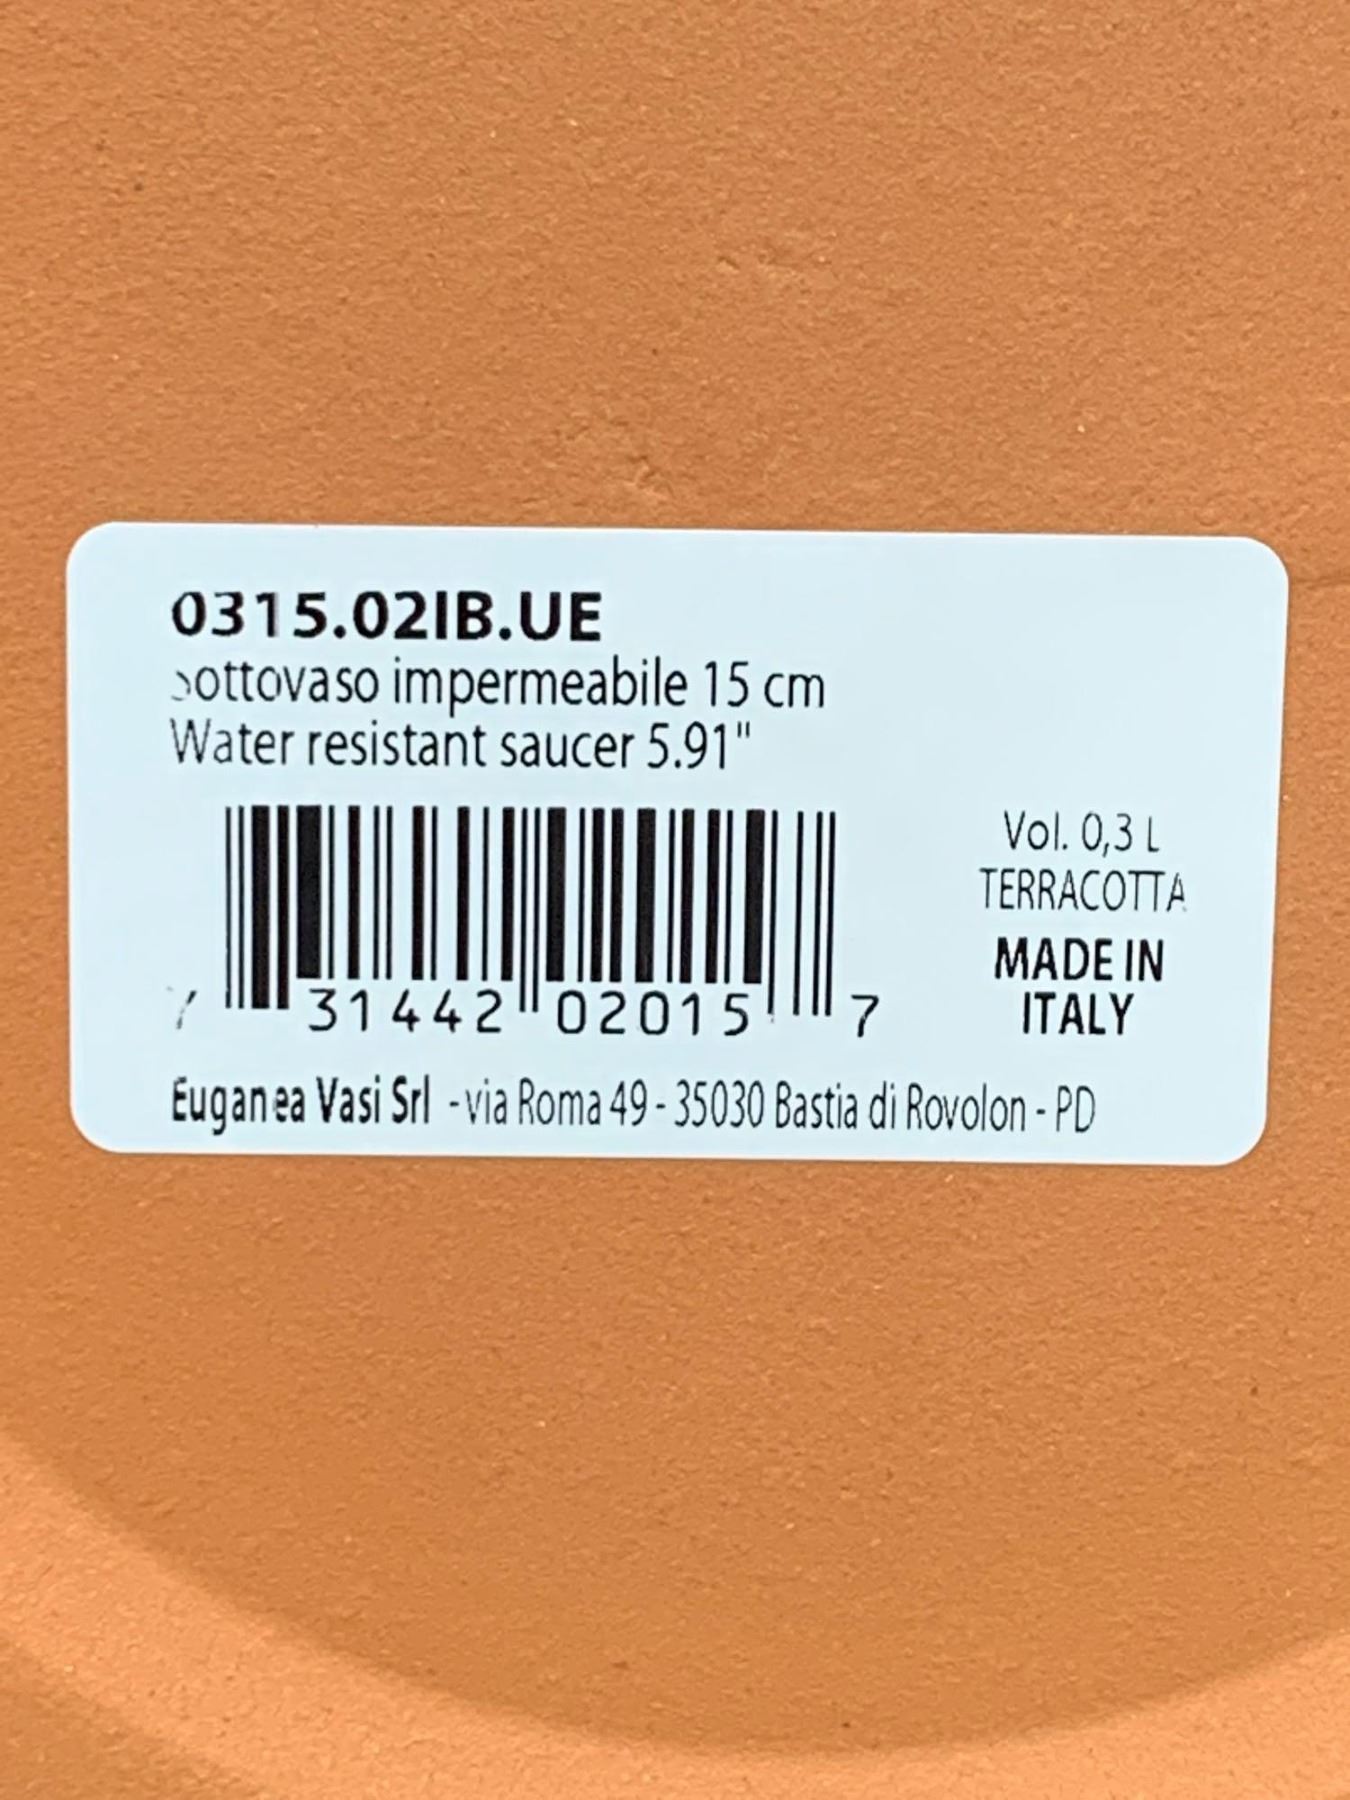 0315.02IB.UE
Sottovaso impermeabile 15 cm
Water resistant saucer 5.91"
Vol. 0,3 L
TERRACOTTA
MADE IN
ITALY
7 31442 02015 7
Euganea Vasi Srl - via Roma 49 - 35030 Bastia di Rovolon - PD